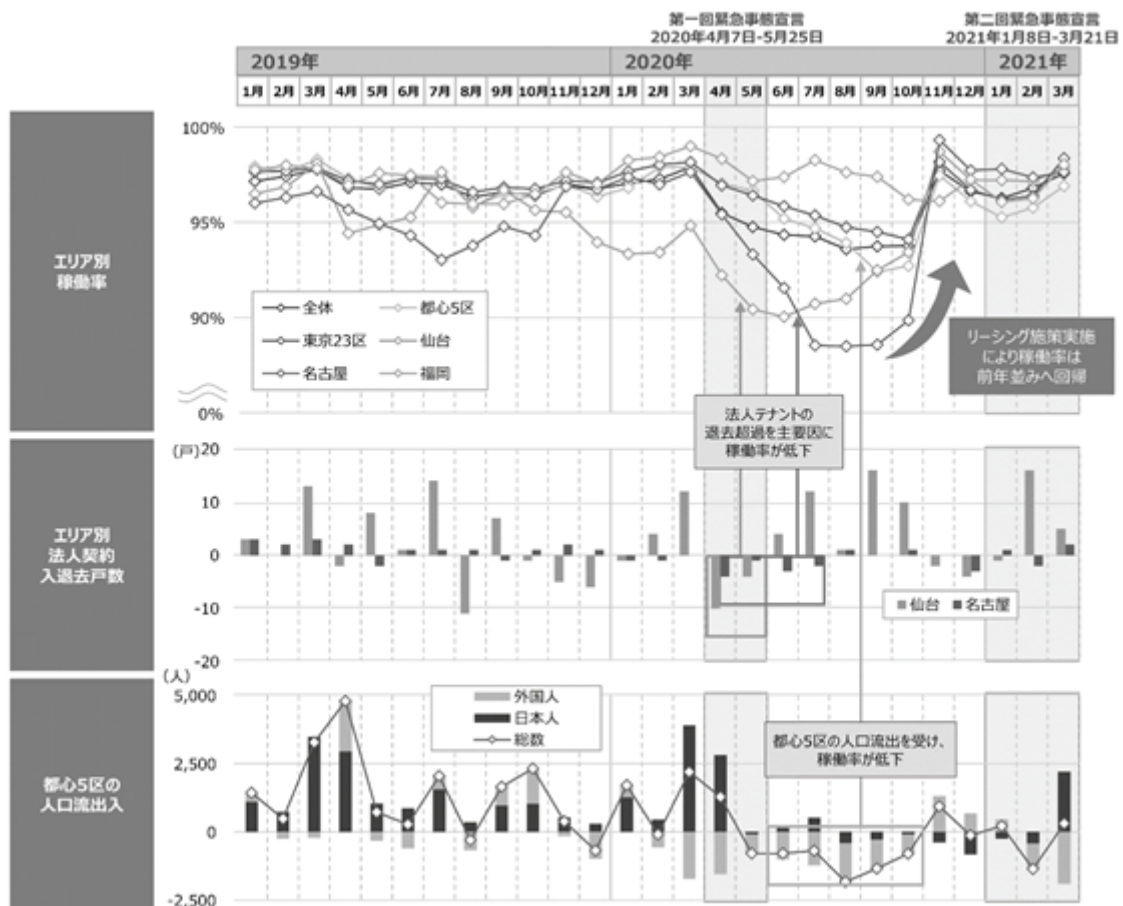 第一回緊急事態宣言
2020年4月7日-5月25日
第二回緊急事態宣言
2021年1月8日-3月21日
2019年
2020年
2021年
1月 2月 3月 4月 5月 6月 7月 8月 9月 10月 11月 12月 1月 2月 3月 4月 5月 6月 7月 8月 9月 10月 11月 12月 1月 2月 3月
エリア別
稼働率
100%
95%
90%
0%
全体
都心5区
東京23区
仙台
名古屋
福岡
リーシング施策実施
により稼働率は
前年並みへ回帰
法人テナントの
退去超過を主要因に
稼働率が低下
エリア別
法人契約
入退去戸数
(戸)
20
10
0
-10
-20
仙台
名古屋
都心5区の
人口流出入
(人)
5,000
2,500
0
-2,500
外国人
日本人
総数
都心5区の人口流出を受け、
稼働率が低下